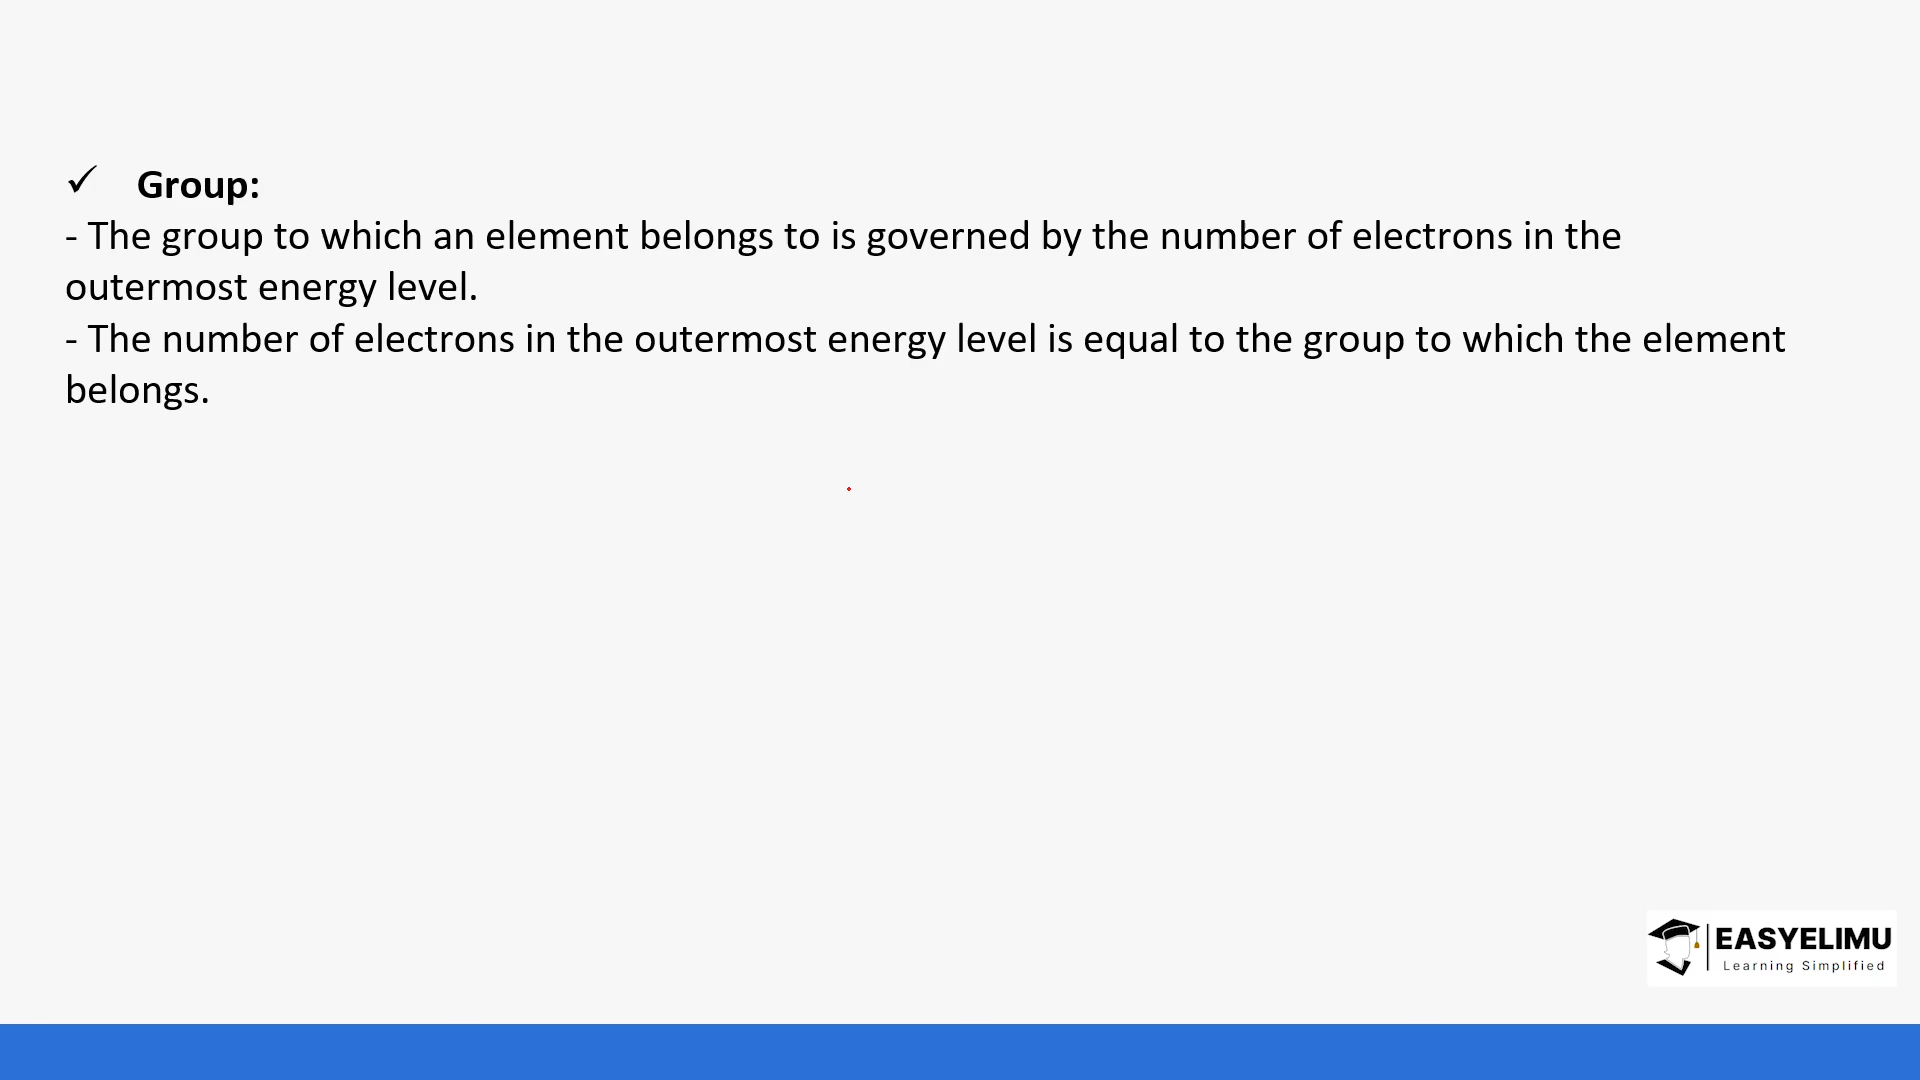 ✓ Group:
- The group to which an element belongs to is governed by the number of electrons in the
outermost energy level.
- The number of electrons in the outermost energy level is equal to the group to which the element
belongs.
EASYELIMU
Learning Simplified